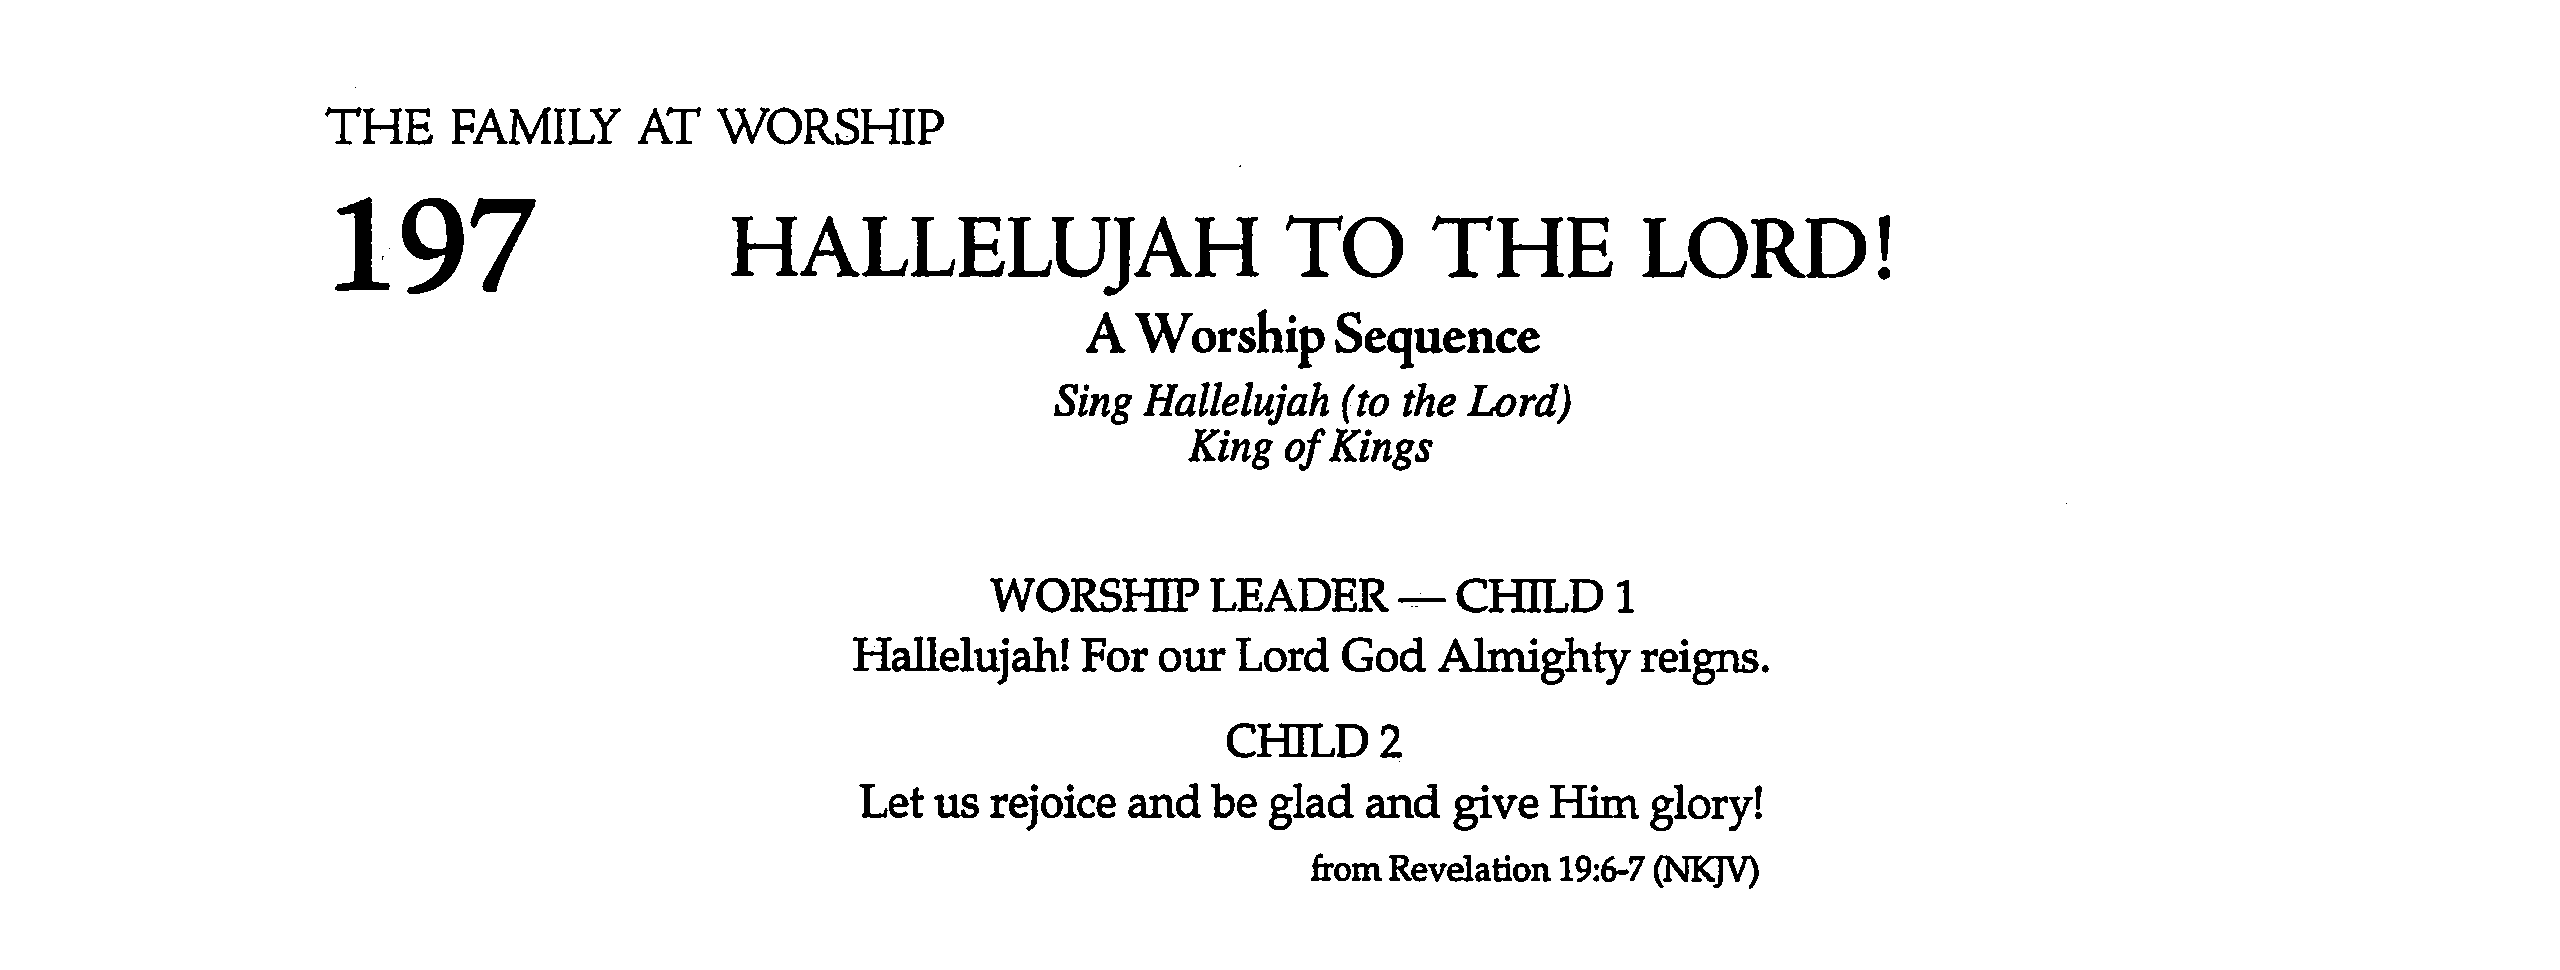 THE FAMILY AT WORSHIP
197
HALLELUJAH TO THE LORD!
A Worship Sequence
Sing Hallelujah (to the Lord)
King of Kings
WORSHIP LEADER — CHILD 1
Hallelujah! For our Lord God Almighty reigns.
CHILD 2
Let us rejoice and be glad and give Him glory!
from Revelation 19:6-7 (NKJV)